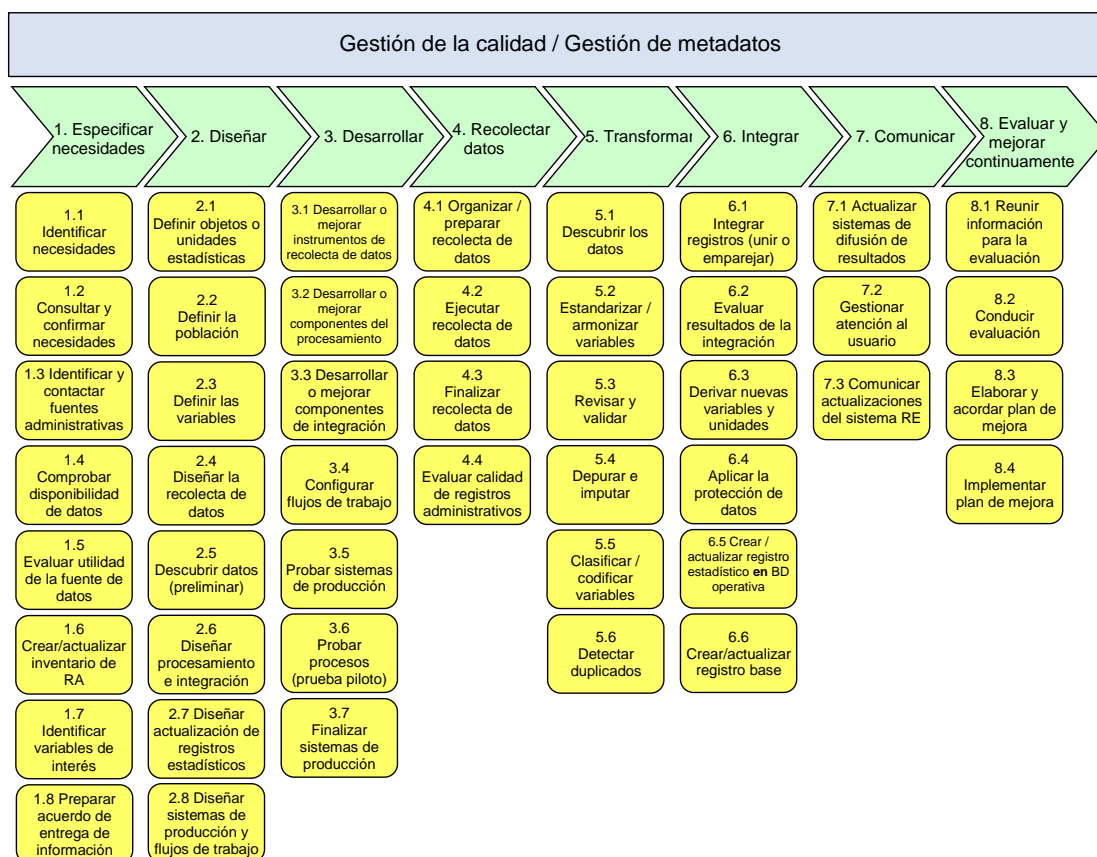 Gestión de la calidad / Gestión de metadatos
1. Especificar
necesidades
2. Diseñar
3. Desarrollar
4. Recolectar
datos
5. Transformar
6. Integrar
7. Comunicar
8. Evaluar y
mejorar
continuamente
1.1
Identificar
necesidades
1.2
Consultar y
confirmar
necesidades
1.3 Identificar y
contactar
fuentes
administrativas
1.4
Comprobar
disponibilidad
de datos
1.5
Evaluar utilidad
de la fuente de
datos
1.6
Crear/actualizar
inventario de
RA
1.7
Identificar
variables de
interés
1.8 Preparar
acuerdo de
entrega de
información
2.1
Definir objetos o
unidades
estadísticas
2.2
Definir la
población
2.3
Definir las
variables
2.4
Diseñar la
recolecta de
datos
2.5
Descubrir datos
(preliminar)
2.6
Diseñar
procesamiento
e integración
2.7 Diseñar
actualización de
registros
estadísticos
2.8 Diseñar
sistemas de
producción y
flujos de trabajo
3.1 Desarrollar o
mejorar
instrumentos de
recolecta de datos
3.2 Desarrollar o
mejorar
componentes del
procesamiento
3.3 Desarrollar
o mejorar
componentes
de integración
3.4
Configurar
flujos de trabajo
3.5
Probar sistemas
de producción
3.6
Probar
procesos
(prueba piloto)
3.7
Finalizar
sistemas de
producción
4.1 Organizar /
preparar
recolecta de
datos
4.2
Ejecutar
recolecta de
datos
4.3
Finalizar
recolecta de
datos
4.4
Evaluar calidad
de registros
administrativos
5.1
Descubrir los
datos
5.2
Estandarizar /
armonizar
variables
5.3
Revisar y
validar
5.4
Depurar e
imputar
5.5
Clasificar /
codificar
variables
5.6
Detectar
duplicados
6.1
Integrar
registros (unir o
emparejar)
6.2
Evaluar
resultados de la
integración
6.3
Derivar nuevas
variables y
unidades
6.4
Aplicar la
protección de
datos
6.5 Crear /
actualizar registro
estadístico en BD
operativa
6.6
Crear/actualizar
registro base
7.1 Actualizar
sistemas de
difusión de
resultados
7.2
Gestionar
atención al
usuario
7.3 Comunicar
actualizaciones
del sistema RE
8.1 Reunir
información
para la
evaluación
8.2
Conducir
evaluación
8.3
Elaborar y
acordar plan de
mejora
8.4
Implementar
plan de mejora